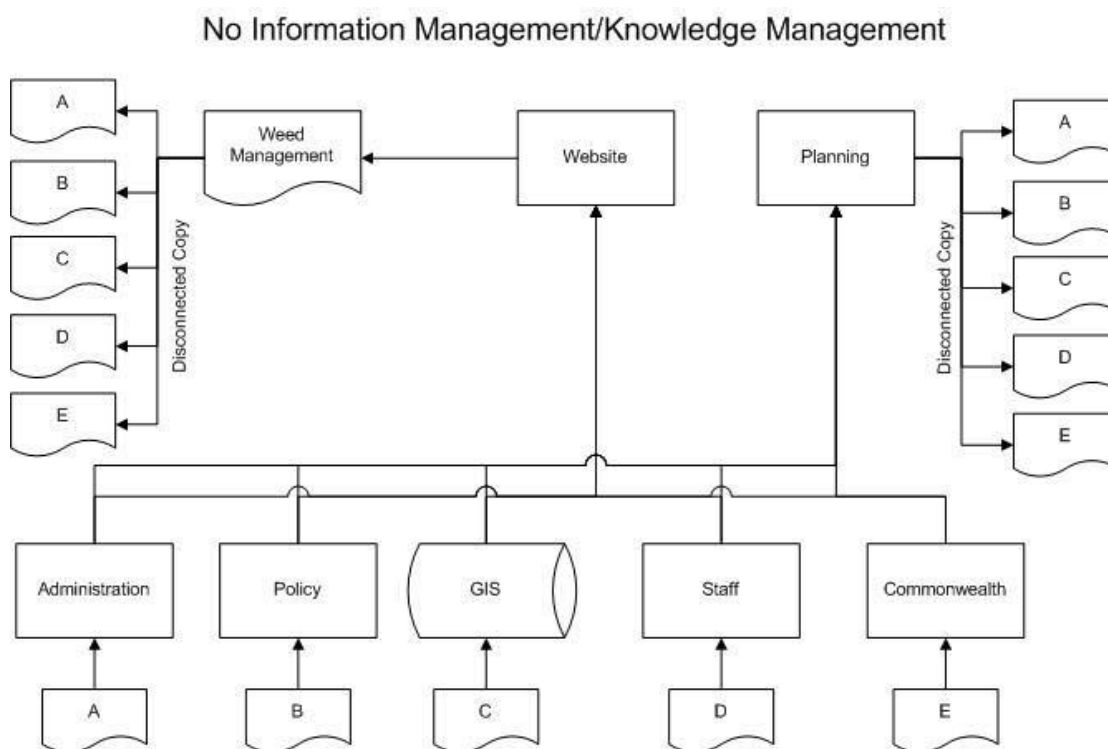 No Information Management/Knowledge Management
A
B
C
D
E
Disconnected Copy
Weed
Management
Website
Planning
Disconnected Copy
A
B
C
D
E
Administration
Policy
GIS
Staff
Commonwealth
A
B
C
D
E